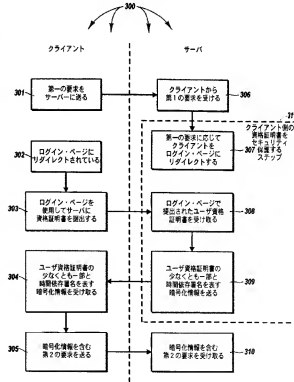 300
クライアント
サーバ
301
第一の要求を
サーバーに送る
クライアントから
第1の要求を受ける
306
31
クライアント側の
資格証明書を
セキュリティ
保護する
ステップ
302
ログイン・ページに
リダイレクトされている
第一の要求に応じて
クライアントを
ログイン・ページに
リダイレクトする
307
303
ログイン・ページを
使用してサーバに
資格証明書を提出する
ログイン・ページで
提出されたユーザ資格
証明書を受け取る
308
304
ユーザ資格証明書の
少なくとも一部と
時間依存署名を表す
暗号化情報を受け取る
ユーザ資格証明書の
少なくとも一部と
時間依存署名を表す
暗号化情報を送る
309
305
暗号化情報を含む
第2の要求を送る
暗号化情報を含む
第2の要求を受け取る
310